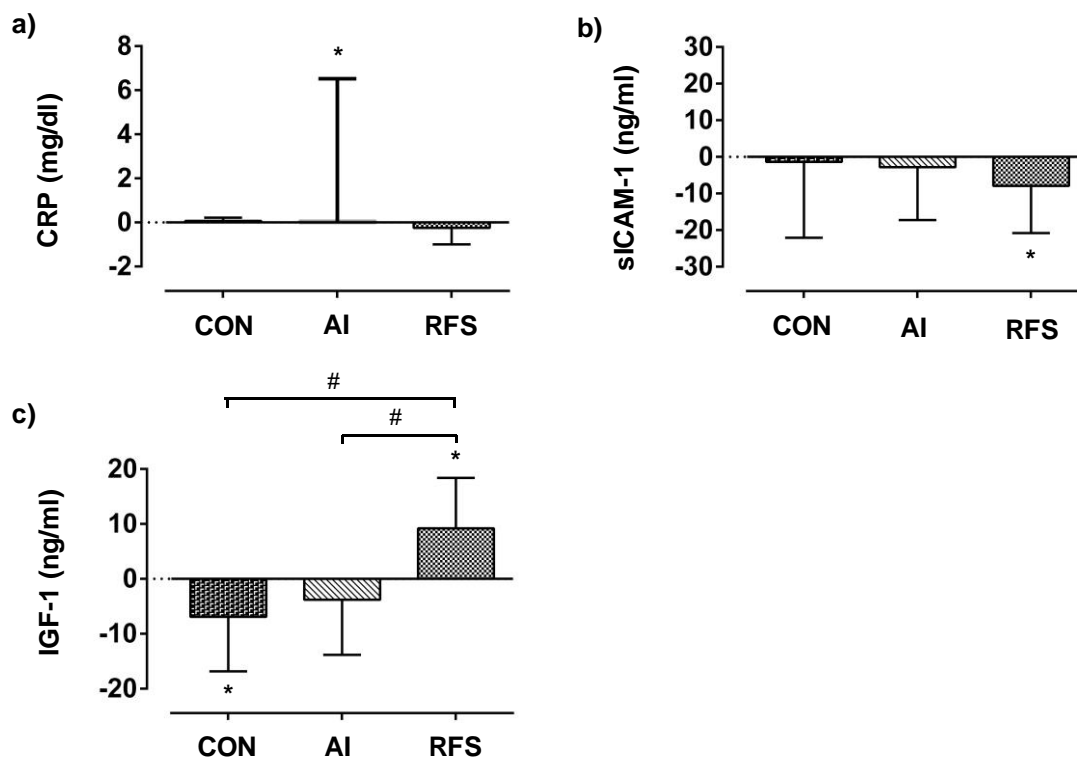 a)
CRP (mg/dl)
8
6
4
2
0
-2
*
CON AI RFS
b)
sICAM-1 (ng/ml)
30
20
10
0
-10
-20
-30
*
CON AI RFS
c)
#
#
IGF-1 (ng/ml)
20
10
0
-10
-20
*
*
CON AI RFS